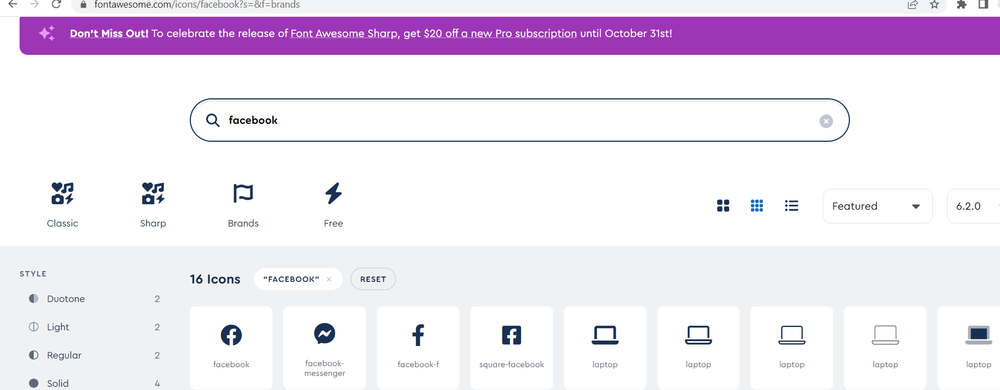 fontawesome.com/icons/facebook?s=&f=brands
Don't Miss Out! To celebrate the release of Font Awesome Sharp, get $20 off a new Pro subscription until October 31st!
facebook
Classic
Sharp
Brands
Free
Featured
6.2.0
STYLE
Duotone 2
Light 2
Regular 2
Solid 4
16 Icons
"FACEBOOK" ×
RESET
facebook
facebook-
messenger
facebook-f
square-facebook
laptop
laptop
laptop
laptop
laptop